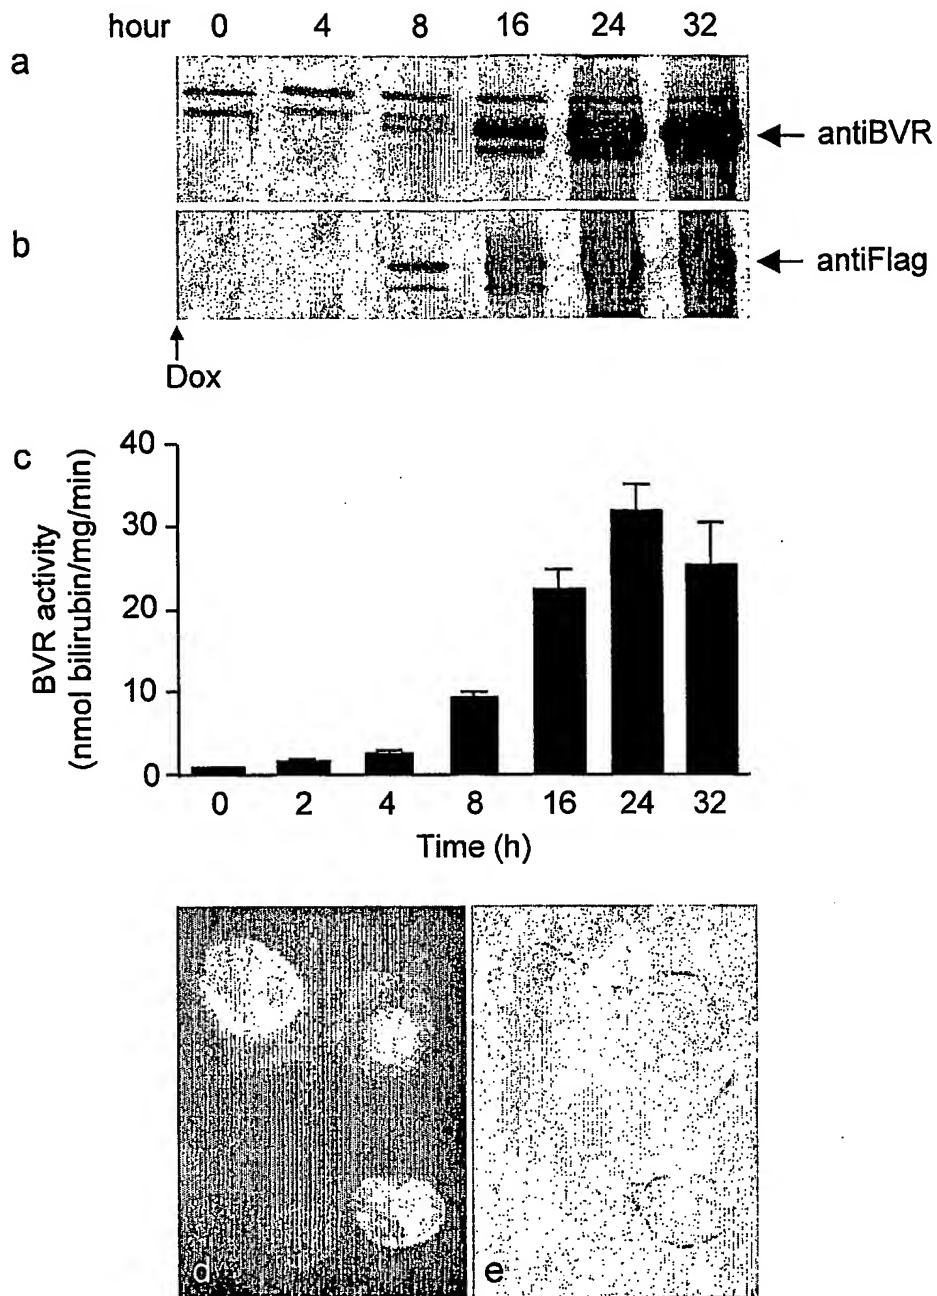 hour 0 4 8 16 24 32
a
antiBVR
b
antiFlag
Dox
c
BVR activity
(nmol bilirubin/mg/min)
40
30
20
10
0
0 2 4 8 16 24 32
Time (h)
d
e